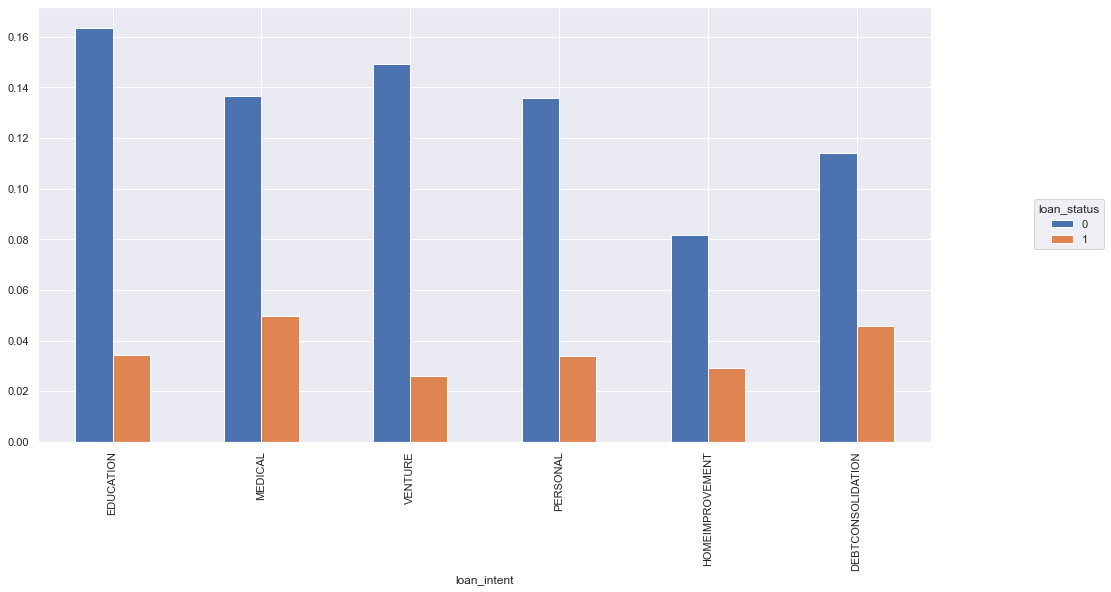 0.16
0.14
0.12
0.10
0.08
0.06
0.04
0.02
0.00
EDUCATION
MEDICAL
VENTURE
PERSONAL
HOMEIMPROVEMENT
DEBTCONSOLIDATION
loan_intent
loan_status
0
1